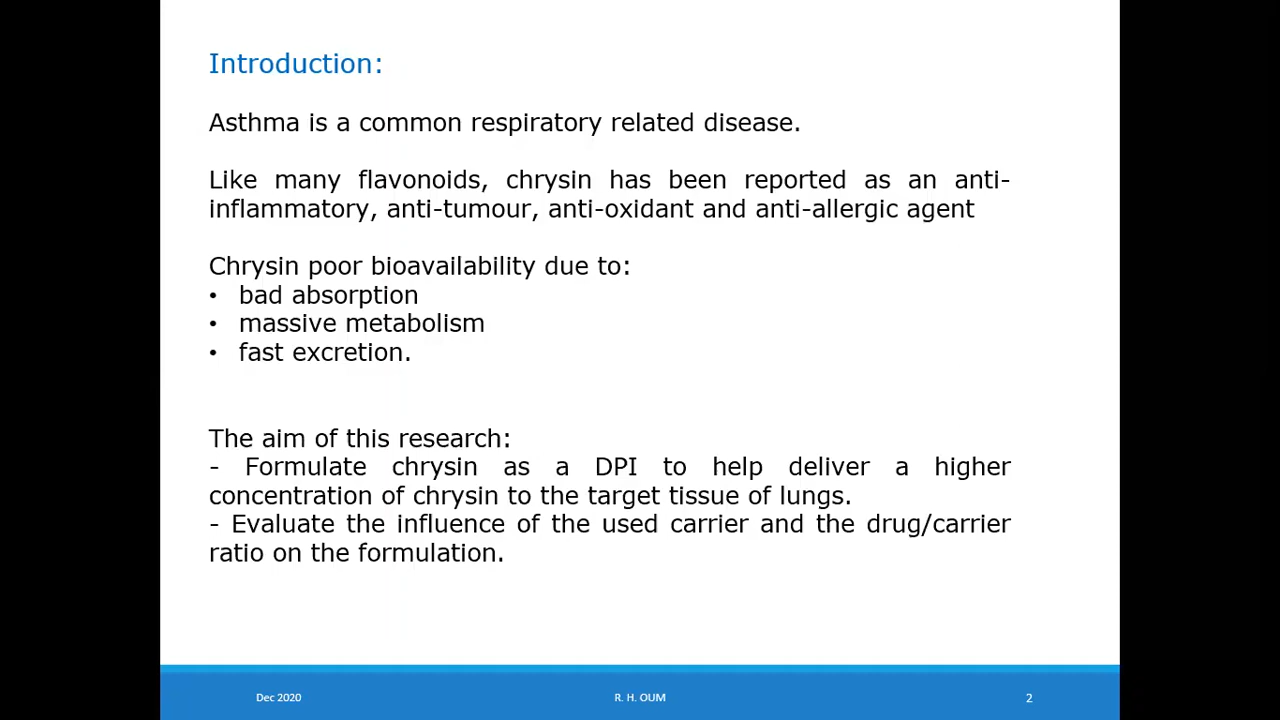 Introduction:
Asthma is a common respiratory related disease.
Like many flavonoids, chrysin has been reported as an anti-
inflammatory, anti-tumour, anti-oxidant and anti-allergic agent
Chrysin poor bioavailability due to:
• bad absorption
• massive metabolism
• fast excretion.
The aim of this research:
- Formulate chrysin as a DPI to help deliver a higher
concentration of chrysin to the target tissue of lungs.
- Evaluate the influence of the used carrier and the drug/carrier
ratio on the formulation.
Dec 2020
R. H. OUM
2